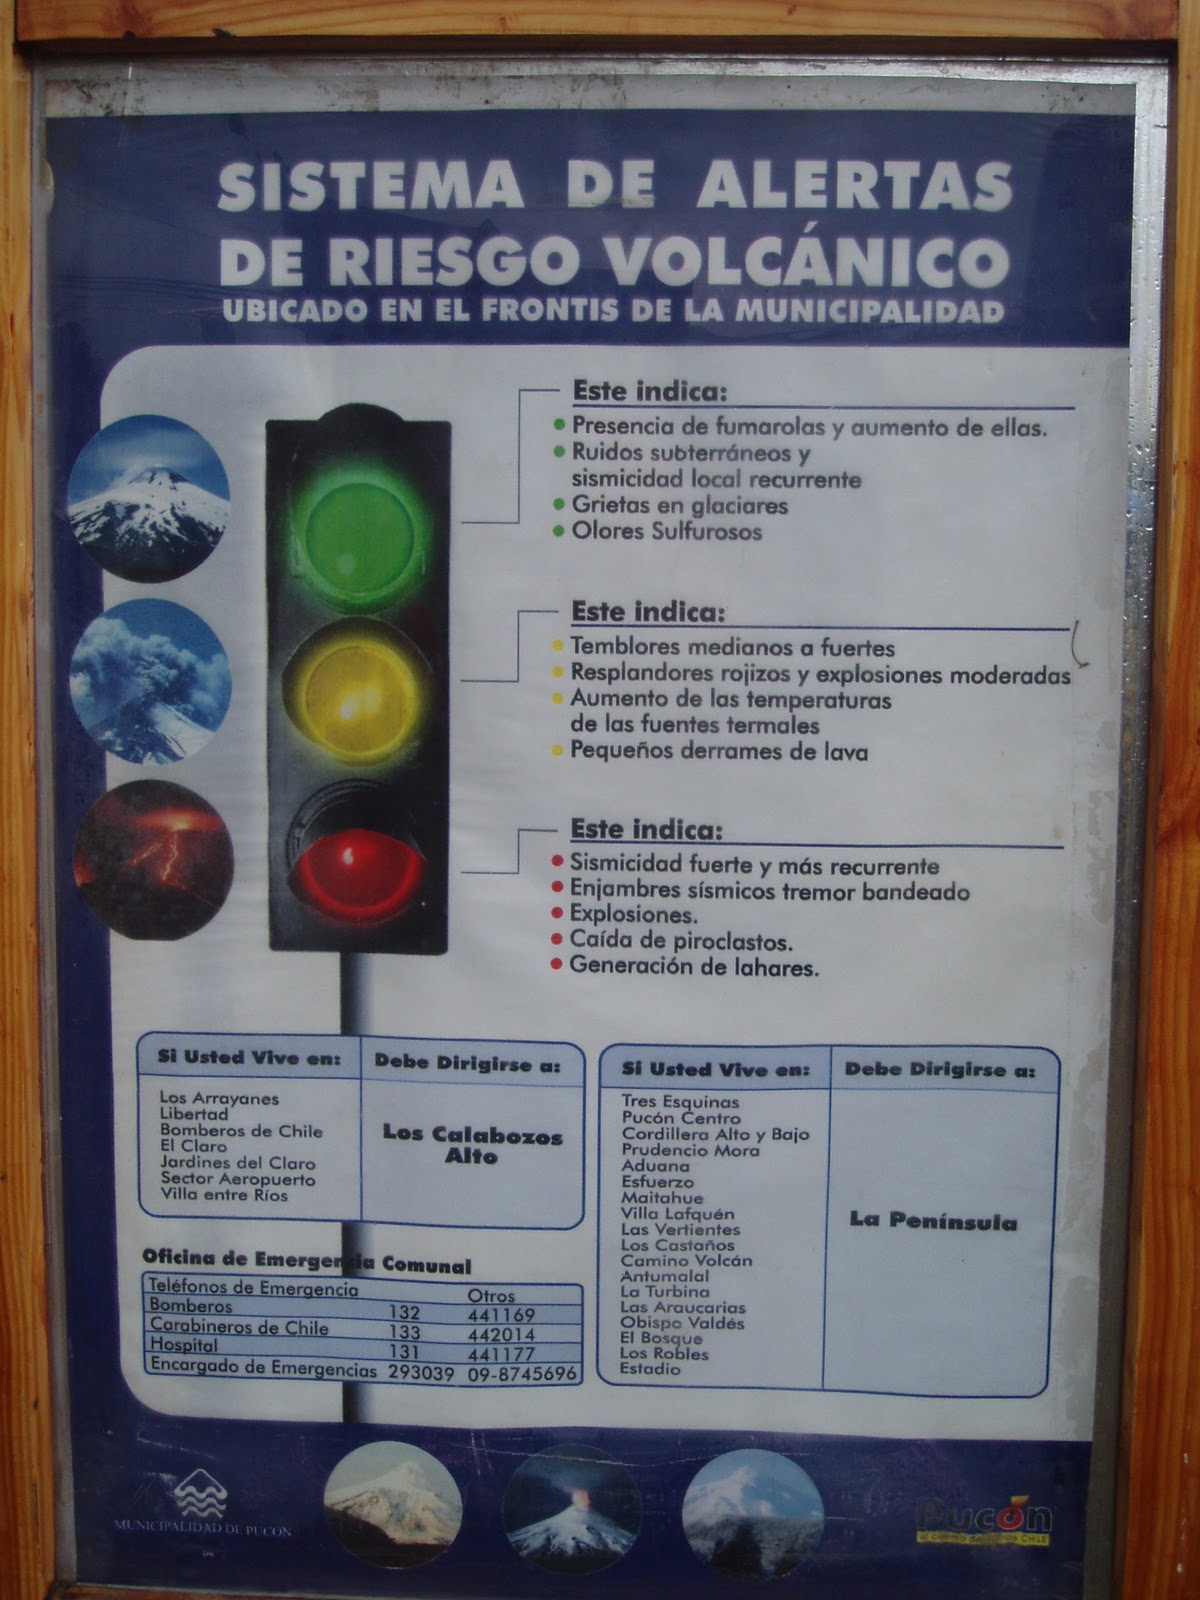 SISTEMA DE ALERTAS
DE RIESGO VOLCÁNICO
UBICADO EN EL FRONTIS DE LA MUNICIPALIDAD
Este indica:
Presencia de fumarolas y aumento de ellas.
Ruidos subterráneos y
sismicidad local recurrente
Grietas en glaciares
Olores Sulfurosos
Este indica:
Temblores medianos a fuertes
Resplandores rojizos y explosiones moderadas
Aumento de las temperaturas
de las fuentes termales
Pequeños derrames de lava
Este indica:
Sismicidad fuerte y más recurrente
Enjambres sísmicos tremor bandeado
Explosiones.
Caída de piroclastos.
Generación de lahares.
Si Usted Vive en: Debe Dirigirse a:
Los Arrayanes
Libertad
Bomberos de Chile
El Claro
Jardines del Claro
Sector Aeropuerto
Villa entre Ríos
Los Calabozos
Alto
Si Usted Vive en: Debe Dirigirse a:
Tres Esquinas
Pucón Centro
Cordillera Alto y Bajo
Prudencio Mora
Aduana
Esfuerzo
Maitahue
Villa Lafquén
Las Vertientes
Los Castaños
Camino Volcán
Antumalal
La Turbina
Las Araucarias
Obispo Valdés
El Bosque
Los Robles
Estadio
La Península
Oficina de Emergencia Comunal
Teléfonos de Emergencia Otros
Bomberos 132 441169
Carabineros de Chile 133 442014
Hospital 131 441177
Encargado de Emergencias 293039 09-8745696
MUNICIPALIDAD DE PUCON
Pucón
el centro de CHILE